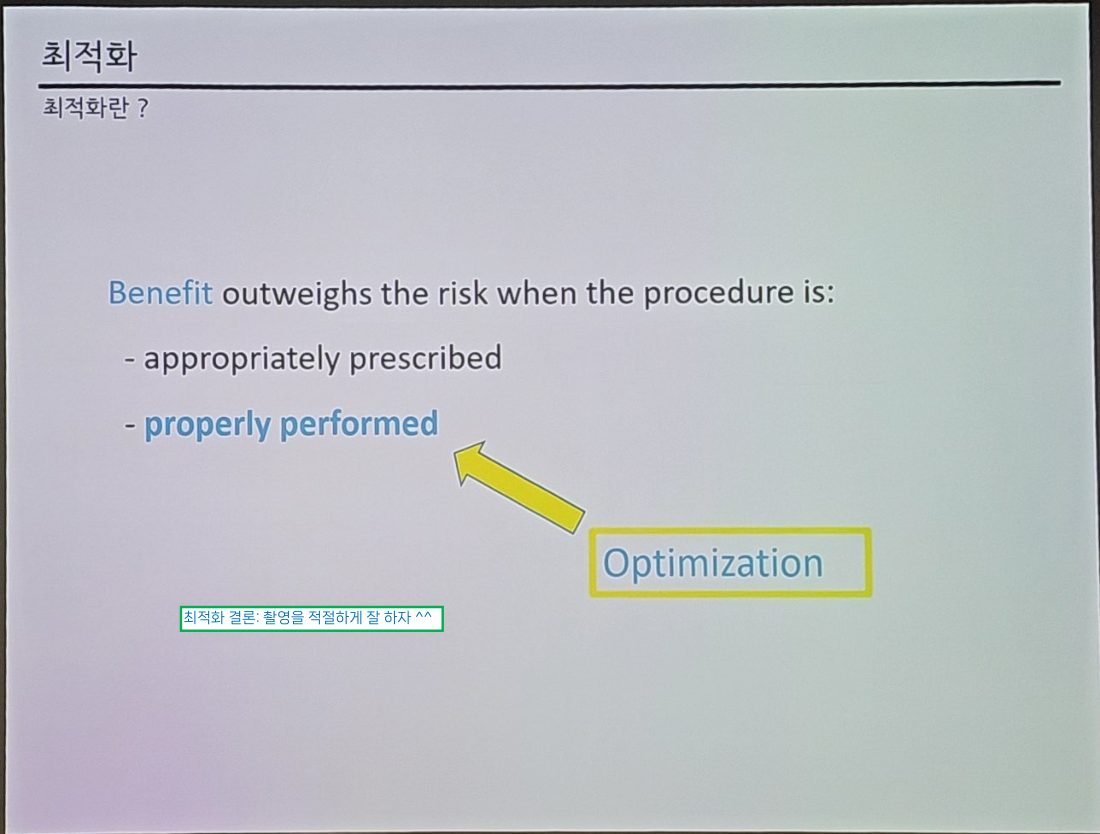 최적화
최적화란 ?
Benefit outweighs the risk when the procedure is:
- appropriately prescribed
- properly performed
Optimization
최적화 결론: 촬영을 적절하게 잘 하자 ^^